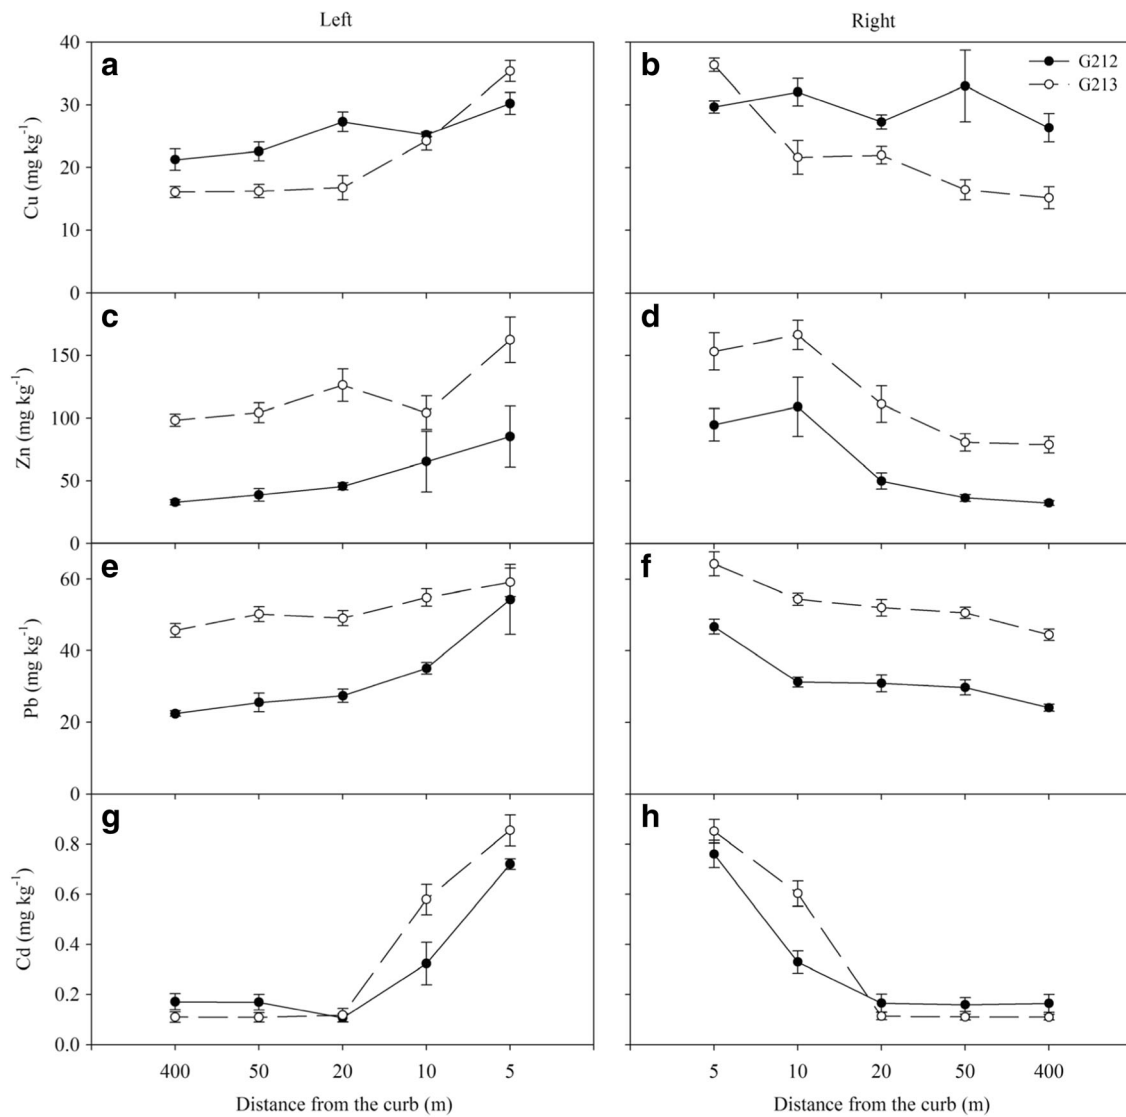 Left
Right
a
b
G212
G213
40
30
20
10
0
Cu (mg kg⁻¹)
c
d
150
100
50
0
Zn (mg kg⁻¹)
e
f
60
40
20
0
Pb (mg kg⁻¹)
g
h
0.8
0.6
0.4
0.2
0.0
Cd (mg kg⁻¹)
400 50 20 10 5
5 10 20 50 400
Distance from the curb (m)
Distance from the curb (m)